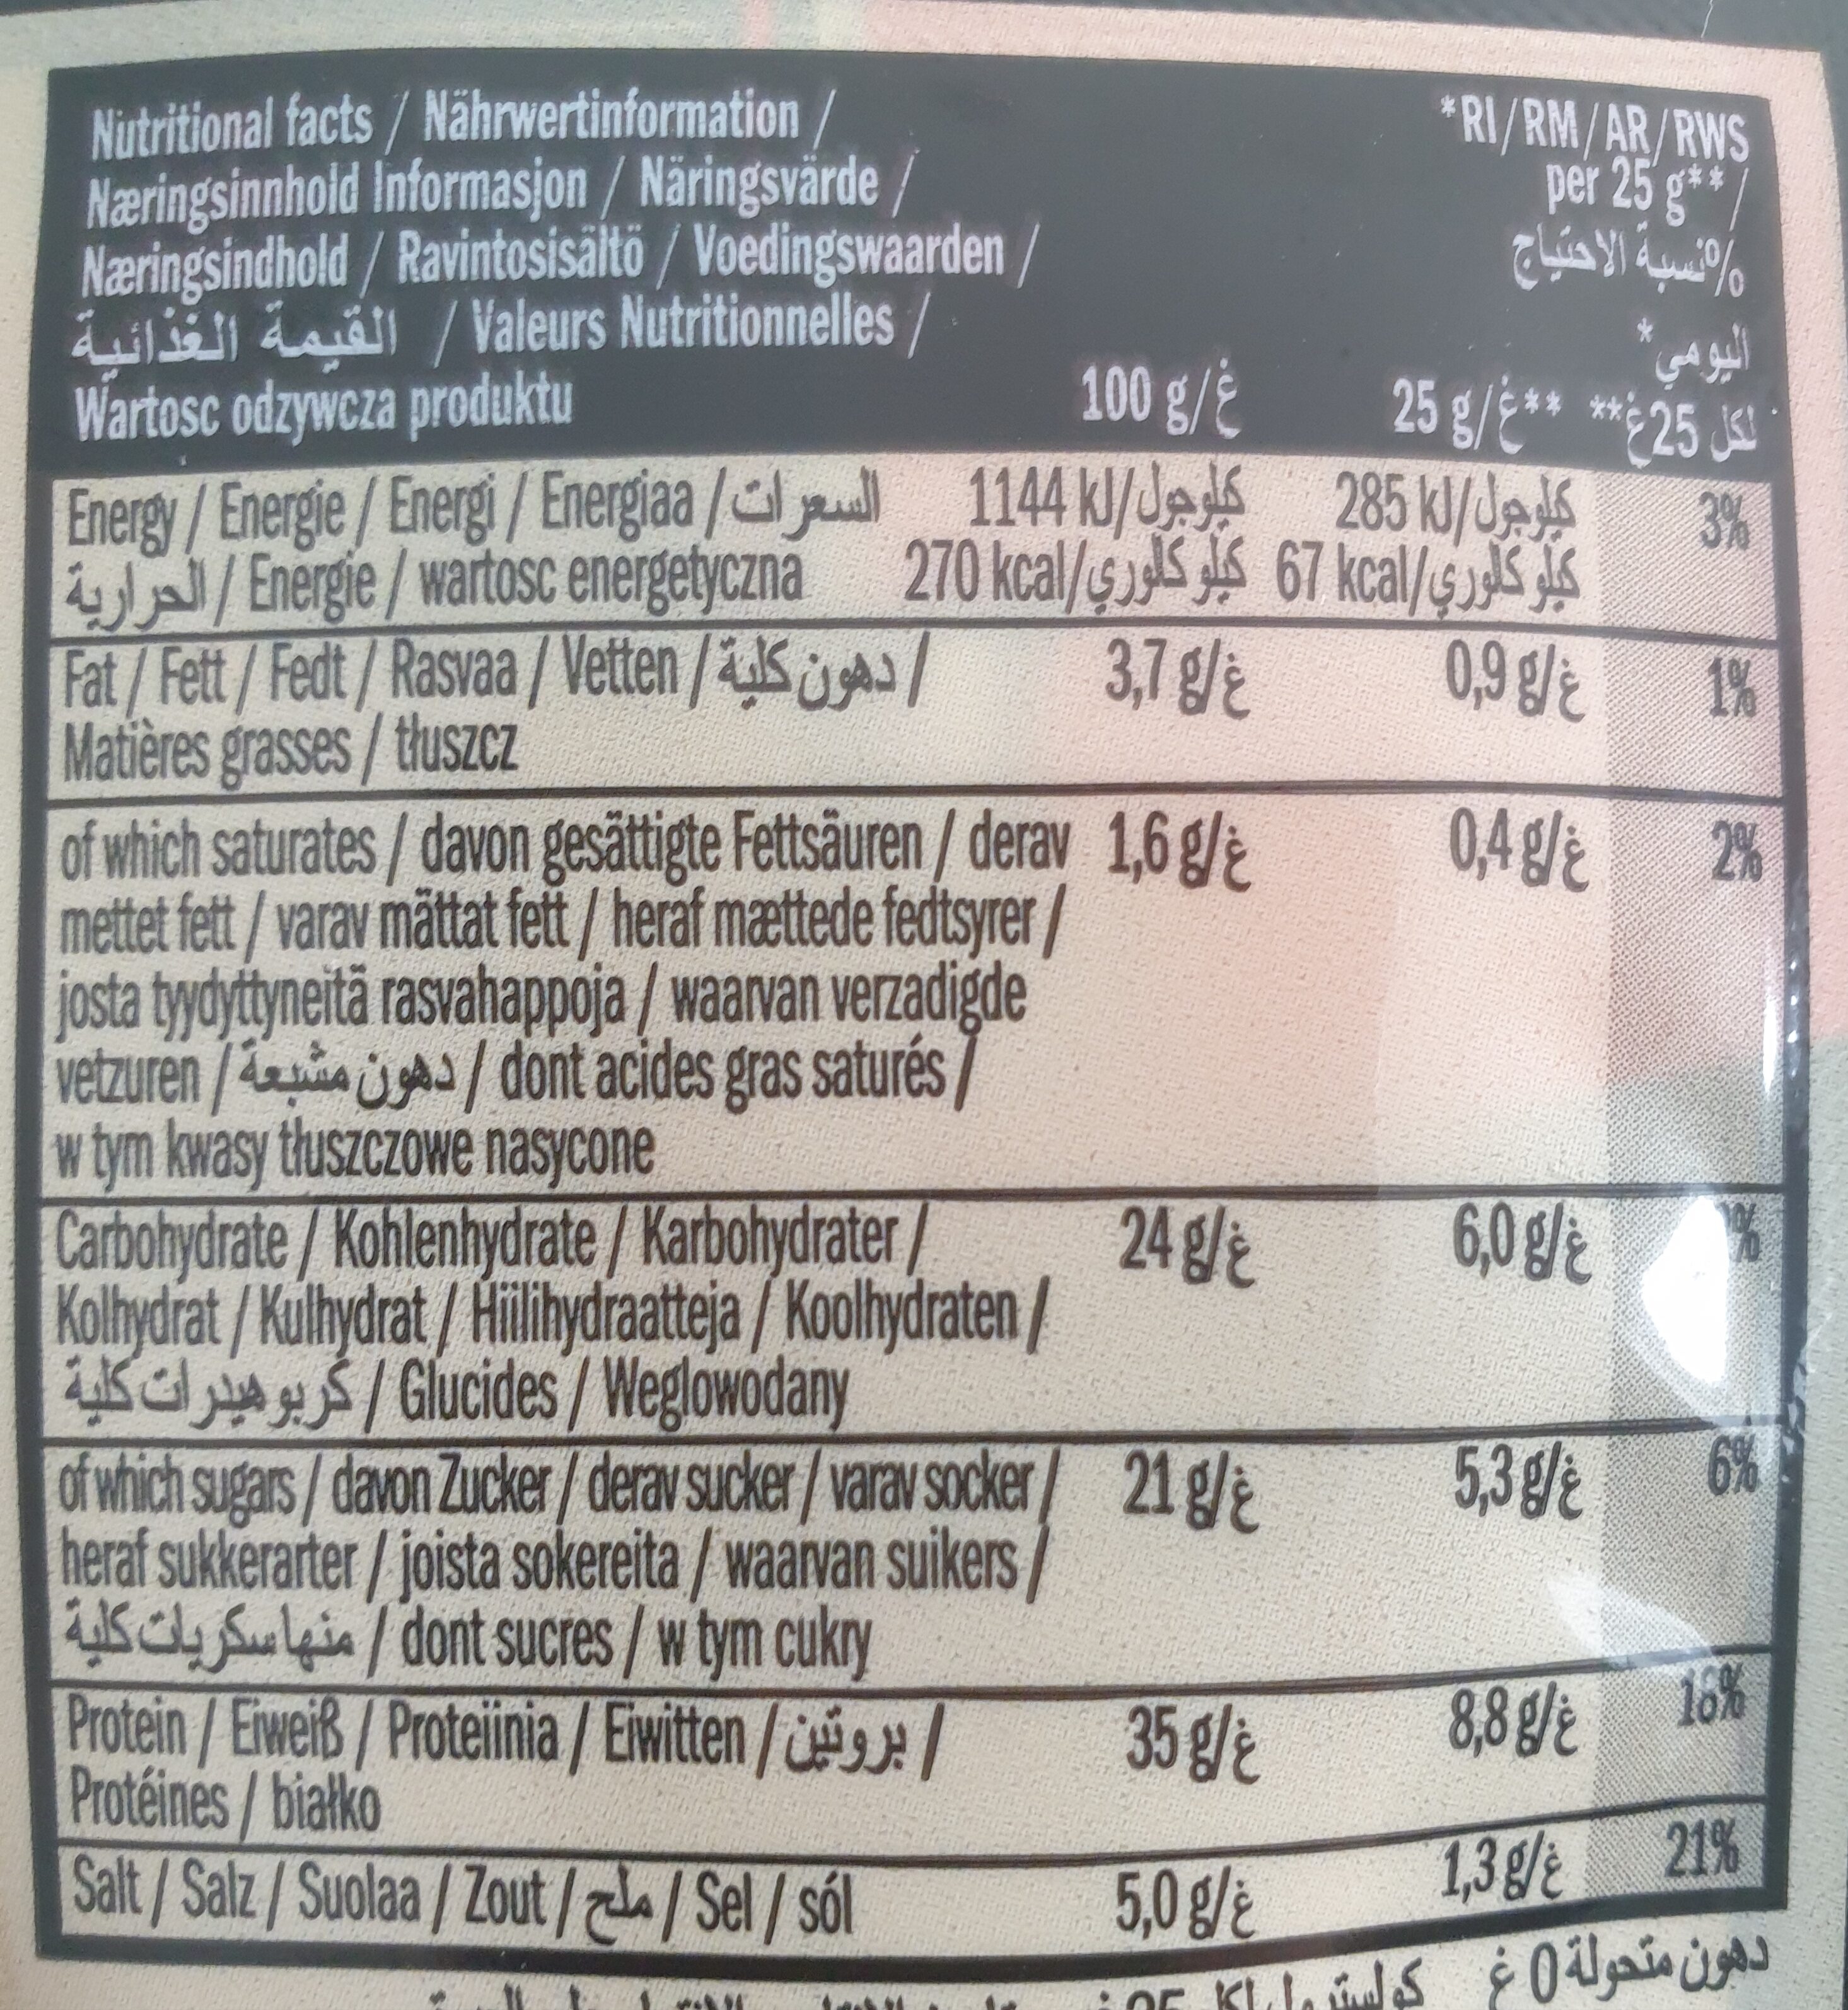 Nutritional facts / Nährwertinformation /
Næringsinnhold Informasjon / Näringsvärde /
Næringsindhold / Ravintosisältö / Voedingswaarden /
القيمة الغذائية / Valeurs Nutritionnelles /
Wartosc odzywcza produktu
100 g/غ
25 g/غ**
*RI/RM/AR/RWS
per 25 g** /
%نسبة الاحتياج
اليومي*
لكل 25غ**
Energy / Energie / Energi / Energiaa / السعرات 1144 kJ/كيلوجول 285 kJ/كيلوجول 3%
الحرارية / Energie / wartosc energetyczna 270 kcal/كيلو كالوري 67 kcal/كيلو كالوري
Fat / Fett / Fedt / Rasvaa / Vetten / دهون كلية / 3,7 g/غ 0,9 g/غ 1%
Matières grasses / tłuszcz
of which saturates / davon gesättigte Fettsäuren / derav 1,6 g/غ 0,4 g/غ 2%
mettet fett / varav mättat fett / heraf mættede fedtsyrer /
josta tyydyttyneitä rasvahappoja / waarvan verzadigde
vetzuren / دهون مشبعة / dont acides gras saturés /
w tym kwasy tłuszczowe nasycone
Carbohydrate / Kohlenhydrate / Karbohydrater / 24 g/غ 6,0 g/غ %
Kolhydrat / Kulhydrat / Hiilihydraatteja / Koolhydraten /
كربوهيدرات كلية / Glucides / Weglowodany
of which sugars / davon Zucker / derav sucker / varav socker / 21 g/غ 5,3 g/غ 6%
heraf sukkerarter / joista sokereita / waarvan suikers /
منها سكريات كلية / dont sucres / w tym cukry
Protein / Eiweiß / Proteiinia / Eiwitten / بروتين / 35 g/غ 8,8 g/غ 18%
Protéines / białko
Salt / Salz / Suolaa / Zout / ملح / Sel / sól 5,0 g/غ 1,3 g/غ 21%
دهون متحولة 0 غ